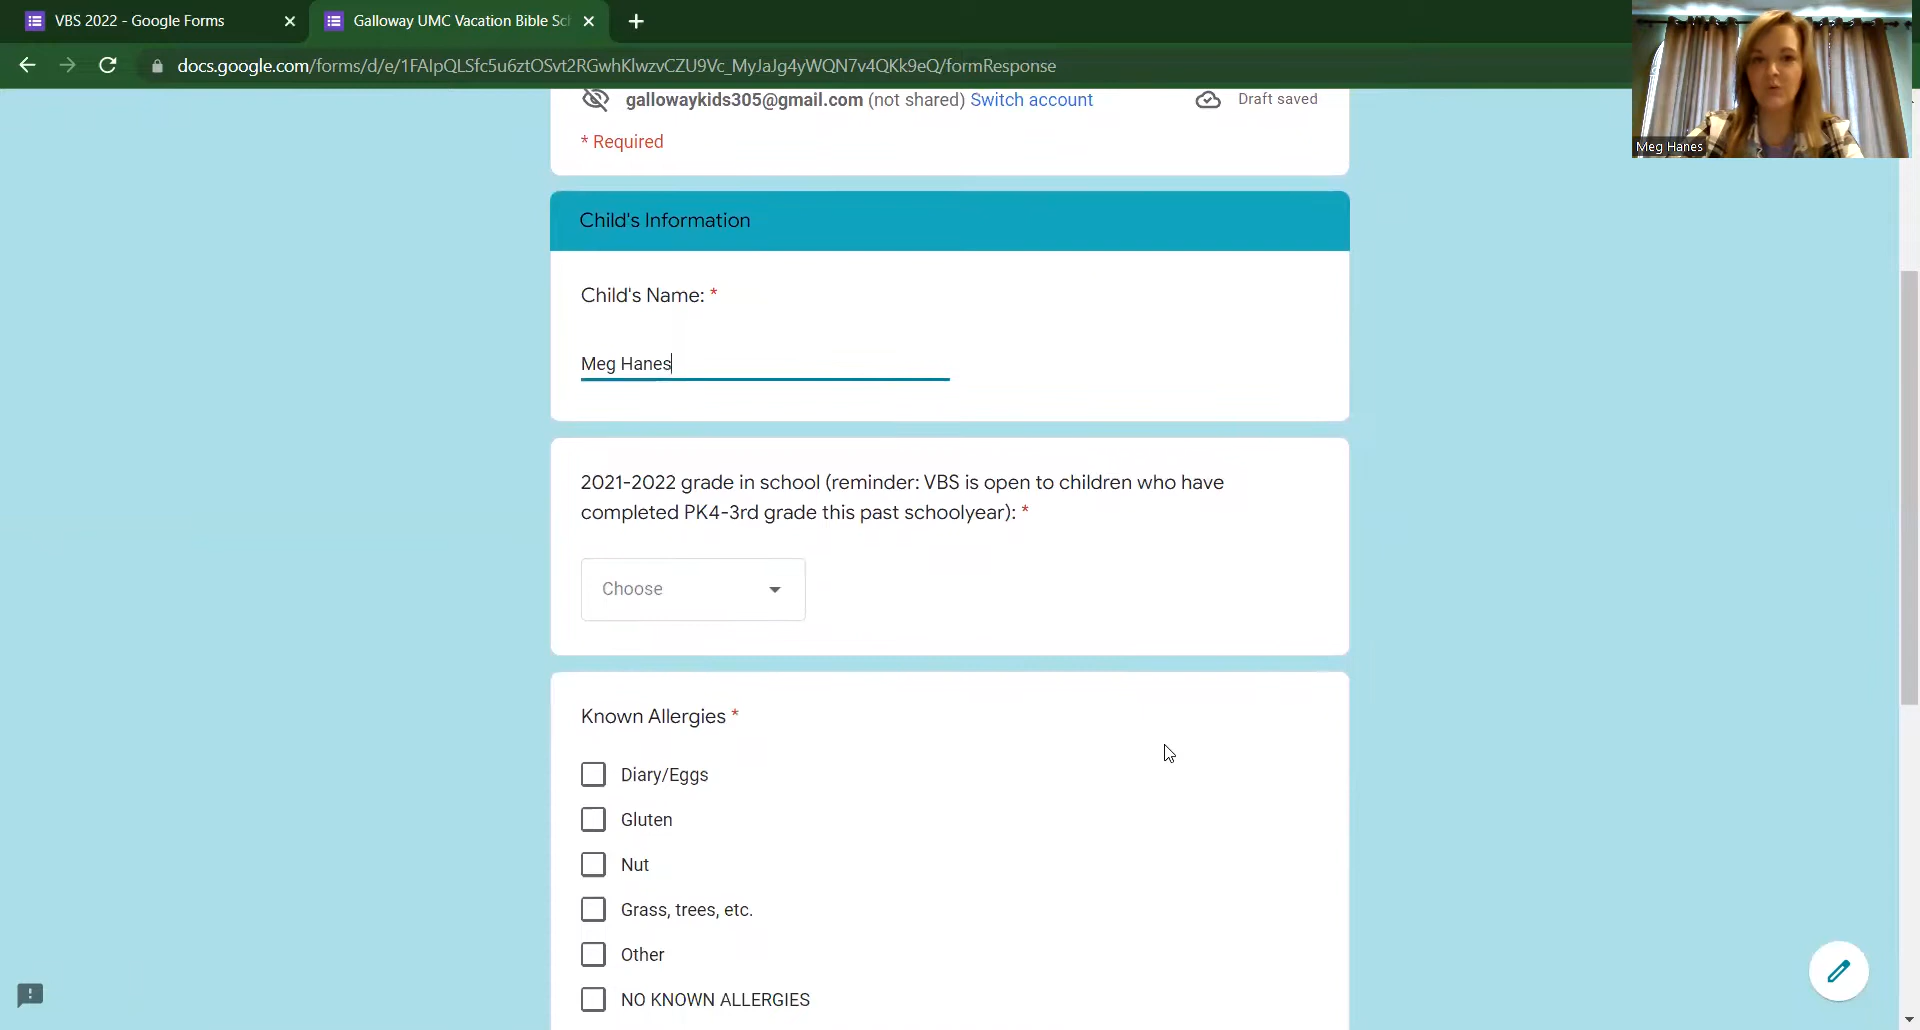 VBS 2022 - Google Forms
Galloway UMC Vacation Bible Sc
docs.google.com/forms/d/e/1FAIpQLSfc5u6ztOSvt2RGwhKlwzvCZU9Vc_MyJaJg4yWQN7v4QKk9eQ/formResponse
Meg Hanes
gallowaykids305@gmail.com (not shared) Switch account
Draft saved
* Required
Child's Information
Child's Name: *
Meg Hanes
2021-2022 grade in school (reminder: VBS is open to children who have
completed PK4-3rd grade this past schoolyear): *
Choose
Known Allergies *
Diary/Eggs
Gluten
Nut
Grass, trees, etc.
Other
NO KNOWN ALLERGIES